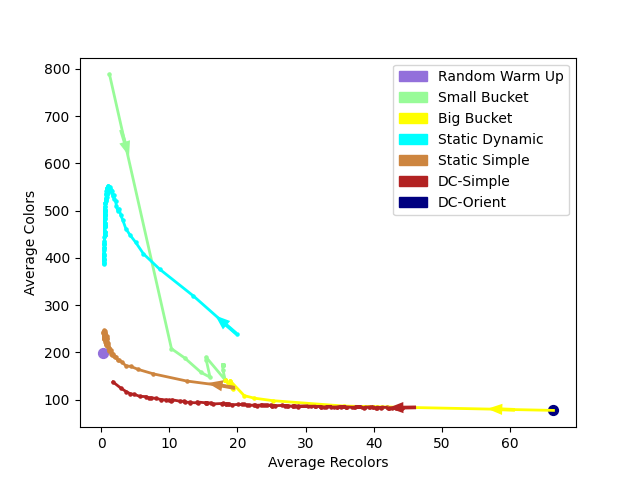 800
700
600
500
400
300
200
100
Average Colors
0
10
20
30
40
50
60
Average Recolors
Random Warm Up
Small Bucket
Big Bucket
Static Dynamic
Static Simple
DC-Simple
DC-Orient